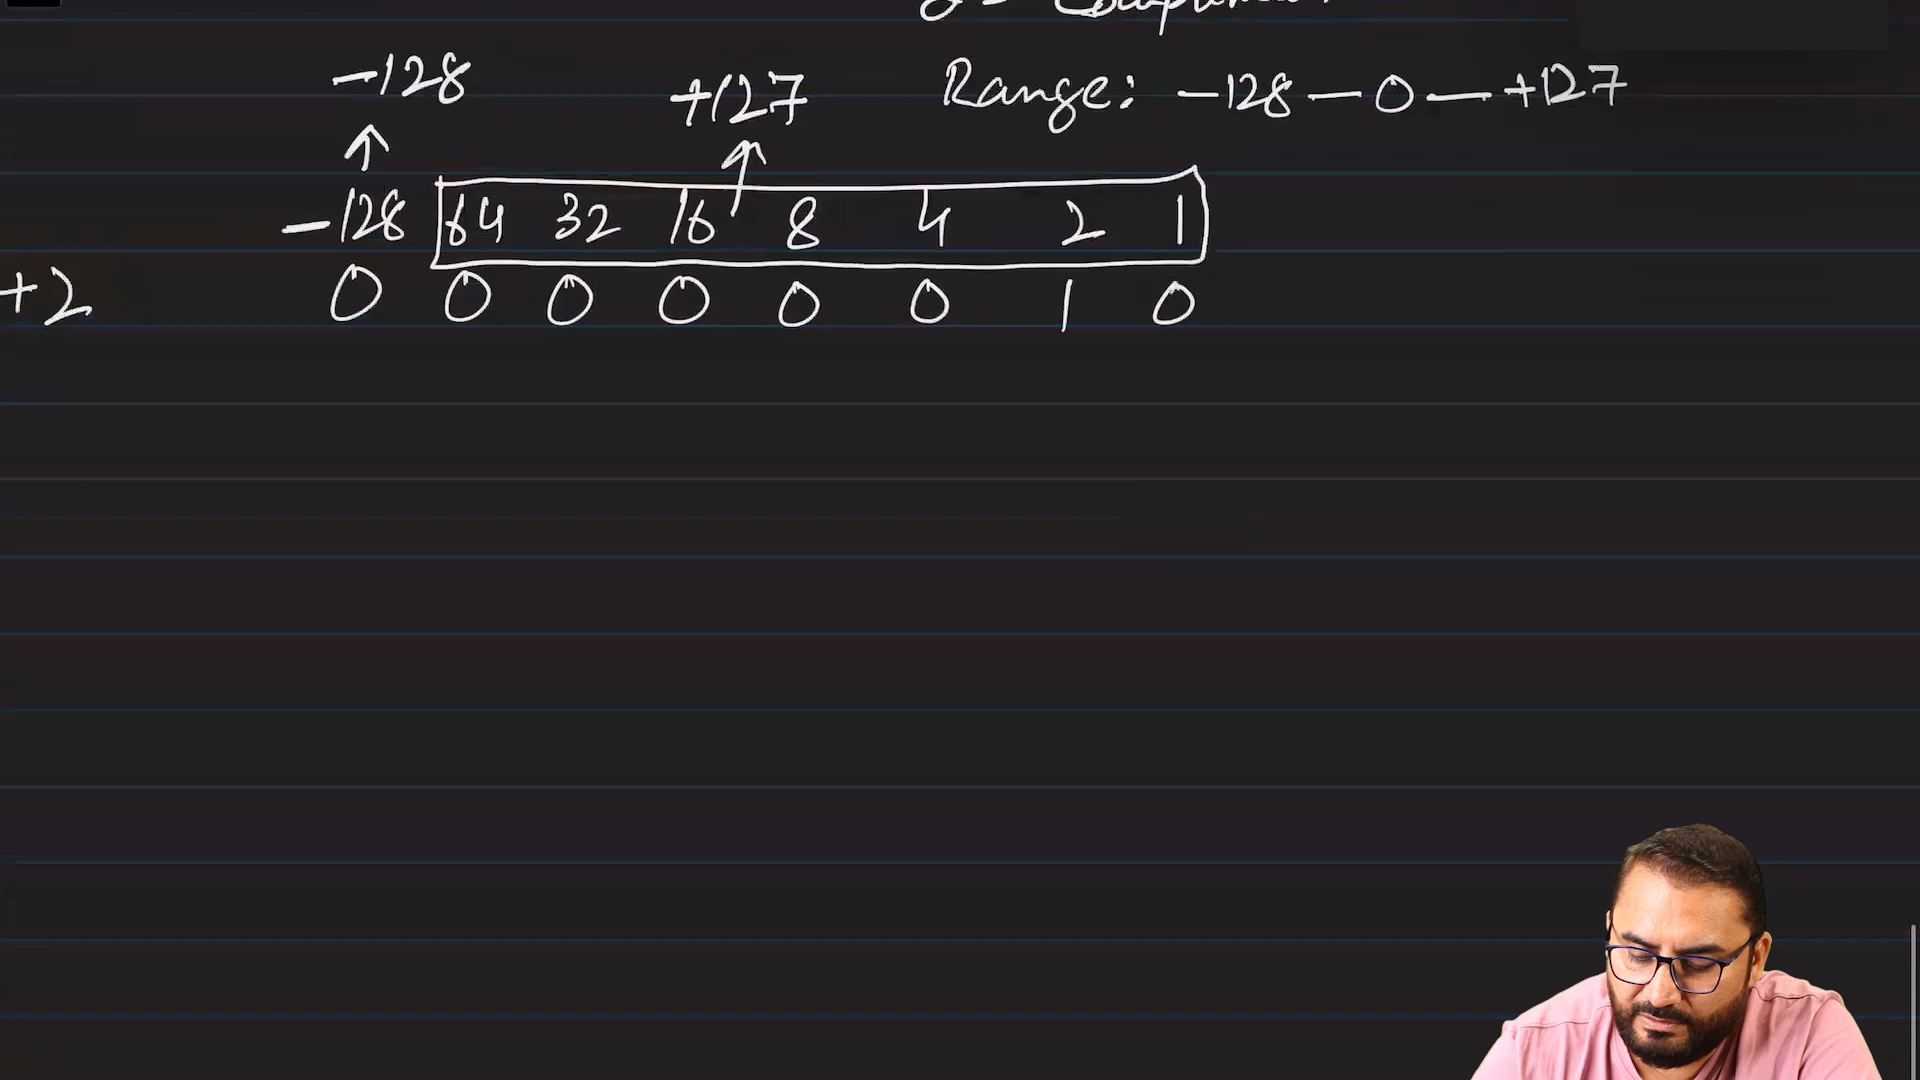 -128 +127 Range: -128 — 0 — +127
-128 64 32 16 8 4 2 1
+2 0 0 0 0 0 0 1 0